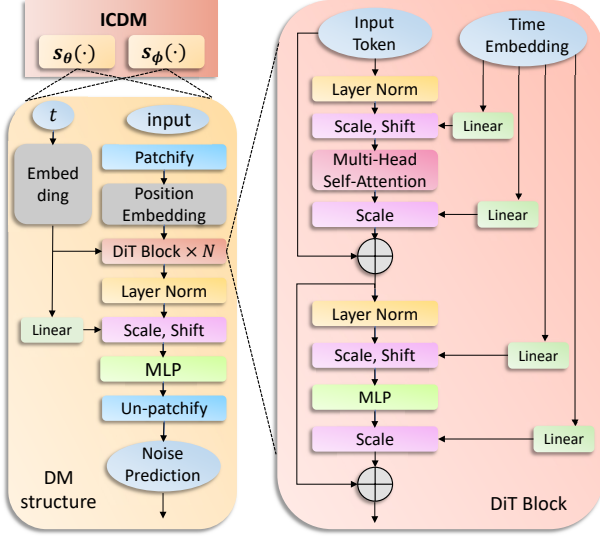 ICDM
s_θ(·)
s_ϕ(·)
t
input
Embed
ding
Patchify
Position
Embedding
DiT Block × N
Layer Norm
Linear
Scale, Shift
MLP
Un-patchify
Noise
Prediction
DM
structure
Input
Token
Time
Embedding
Layer Norm
Scale, Shift
Linear
Multi-Head
Self-Attention
Scale
Linear
Layer Norm
Scale, Shift
Linear
MLP
Scale
Linear
DiT Block